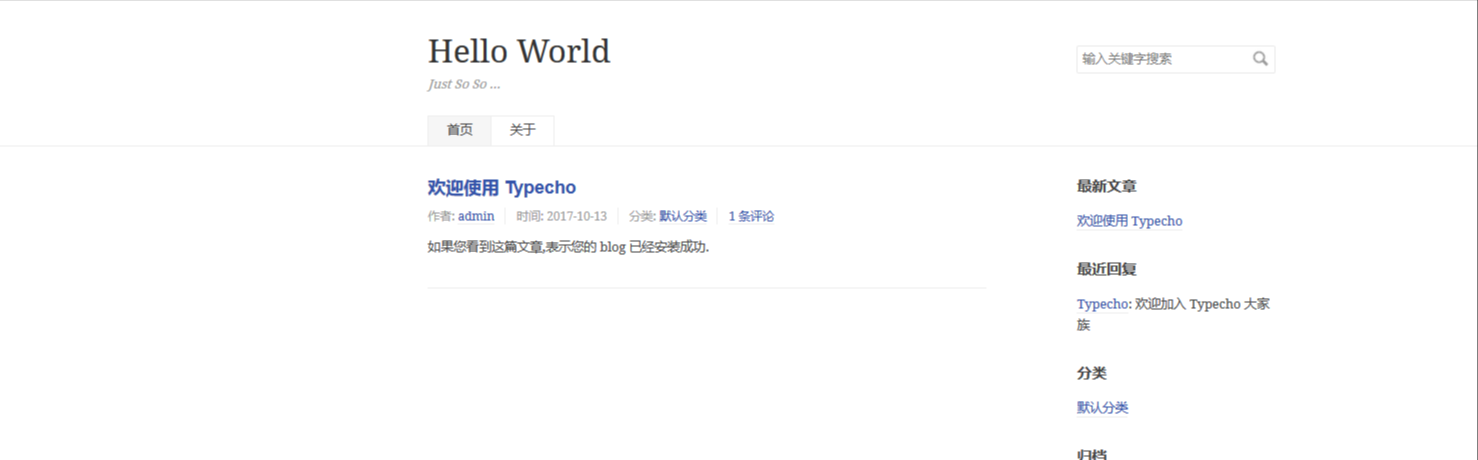 Hello World
输入关键字搜索
Just So So ...
首页
关于
欢迎使用 Typecho
作者: admin
时间: 2017-10-13
分类: 默认分类
1 条评论
如果您看到这篇文章,表示您的 blog 已经安装成功.
最新文章
欢迎使用 Typecho
最近回复
Typecho: 欢迎加入 Typecho 大家
族
分类
默认分类
归档